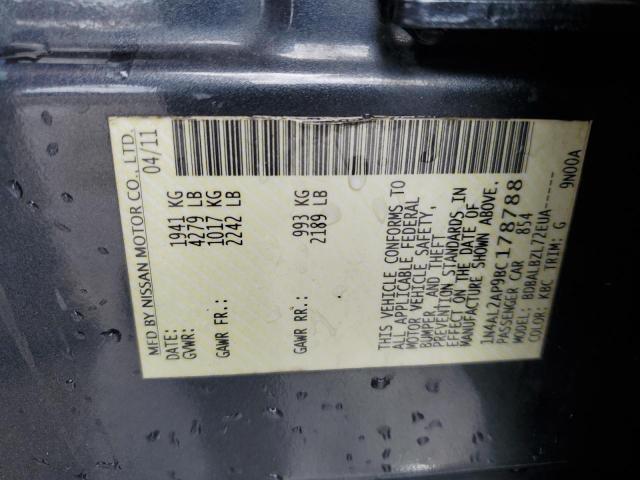 MFD BY NISSAN MOTOR CO., LTD.
DATE: 04/11
GVWR: 1941 KG
4279 LB
GAWR FR: 1017 KG
2242 LB
GAWR RR: 993 KG
2189 LB
THIS VEHICLE CONFORMS TO
ALL APPLICABLE FEDERAL
MOTOR VEHICLE SAFETY,
BUMPER, AND THEFT
PREVENTION STANDARDS IN
EFFECT ON THE DATE OF
MANUFACTURE SHOWN ABOVE.
1N4AL2AP9BC178788
PASSENGER CAR 854
MODEL: BDBALBZL72EUA-----
COLOR: KBC TRIM: G 9N00A